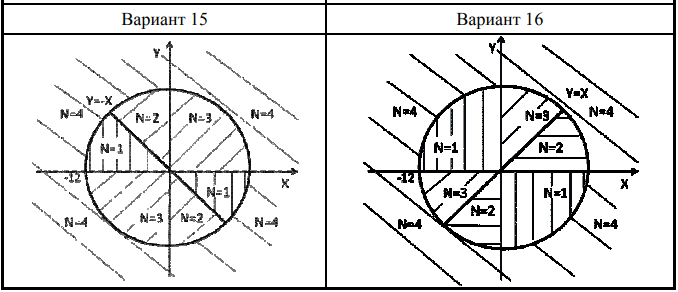 Вариант 15
Y
Y=-X
N=4
N=2
N=3
N=4
N=1
-12
X
N=1
N=4
N=3
N=2
N=4
Вариант 16
Y
Y=X
N=3
N=4
N=1
N=2
-12
X
N=3
N=1
N=2
N=4
N=4